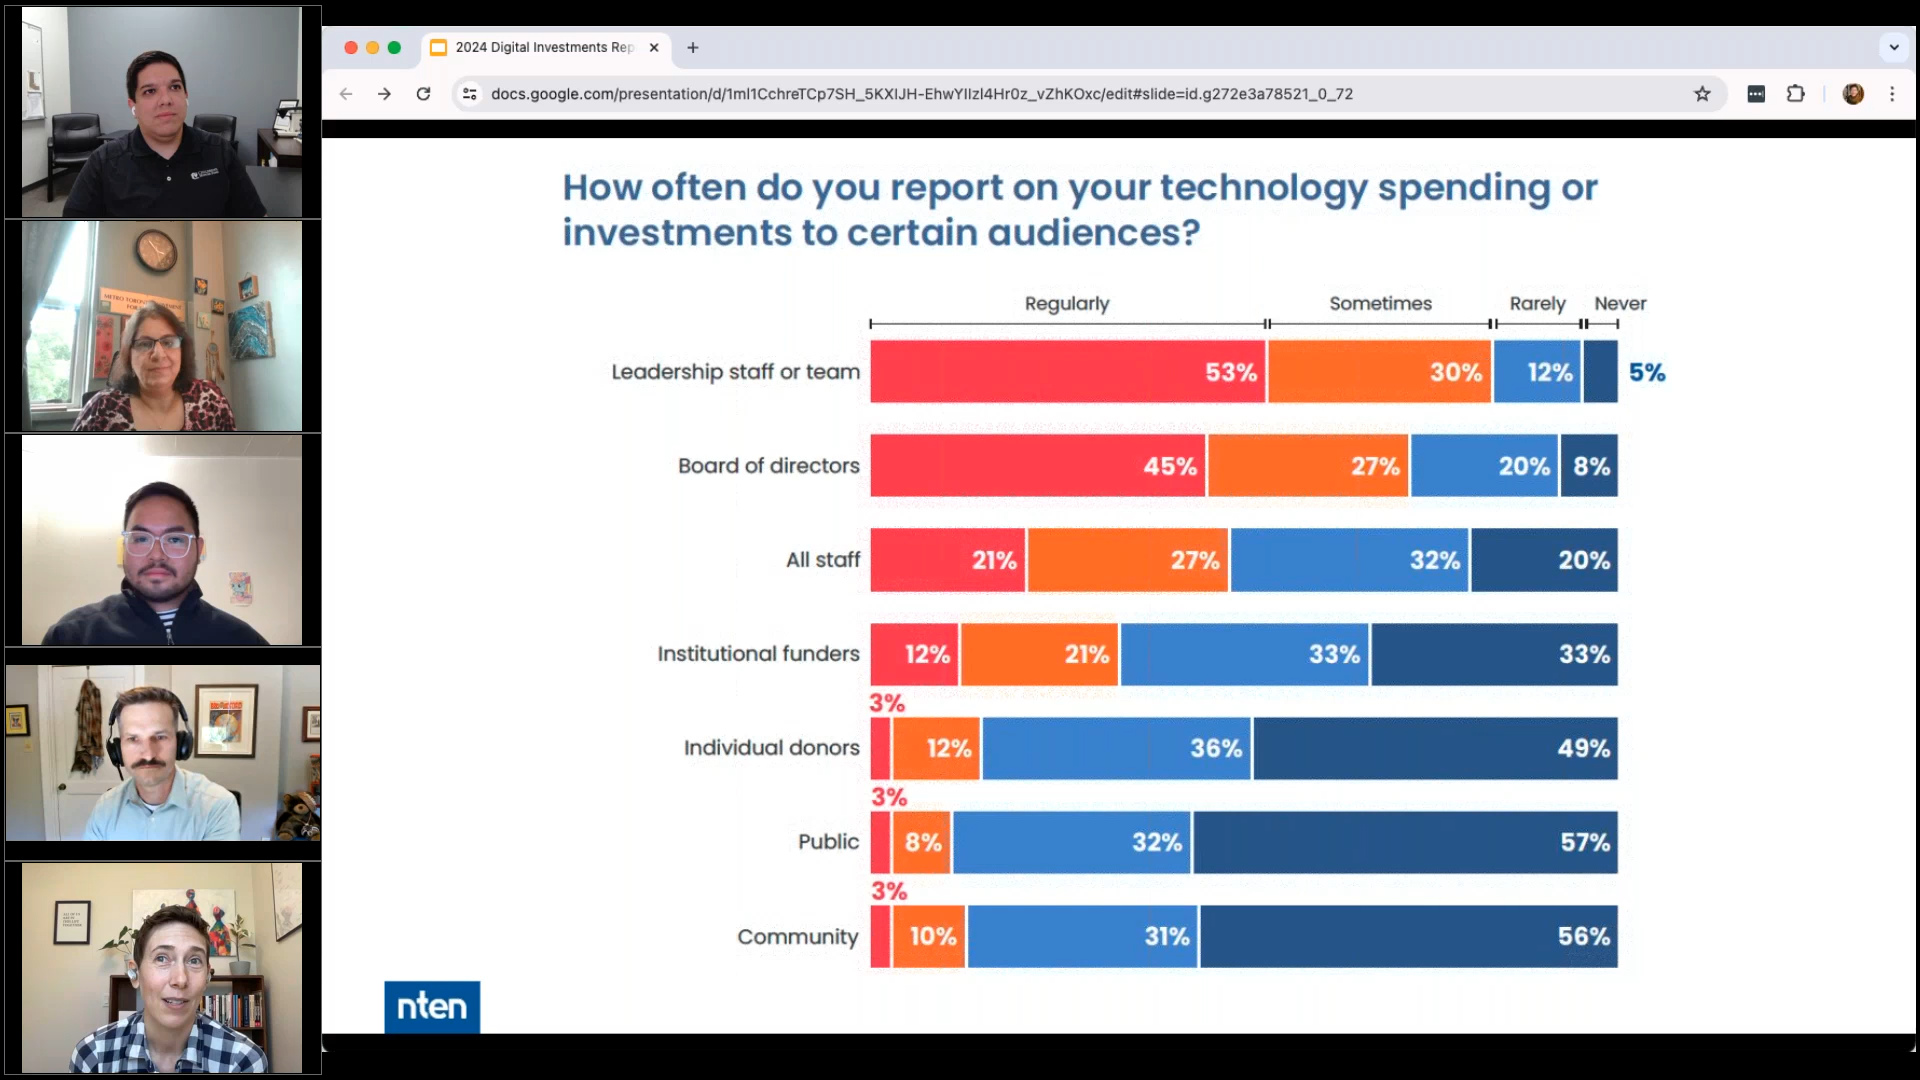 2024 Digital Investments Rep
docs.google.com/presentation/d/1mI1CchreTCp7SH_5KXIJH-EhwYIIzI4Hr0z_vZhKOxc/edit#slide=id.g272e3a78521_0_72
How often do you report on your technology spending or
investments to certain audiences?
Regularly Sometimes Rarely Never
Leadership staff or team 53% 30% 12% 5%
Board of directors 45% 27% 20% 8%
All staff 21% 27% 32% 20%
Institutional funders 12% 21% 33% 33%
3%
Individual donors 12% 36% 49%
3%
Public 8% 32% 57%
3%
Community 10% 31% 56%
nten